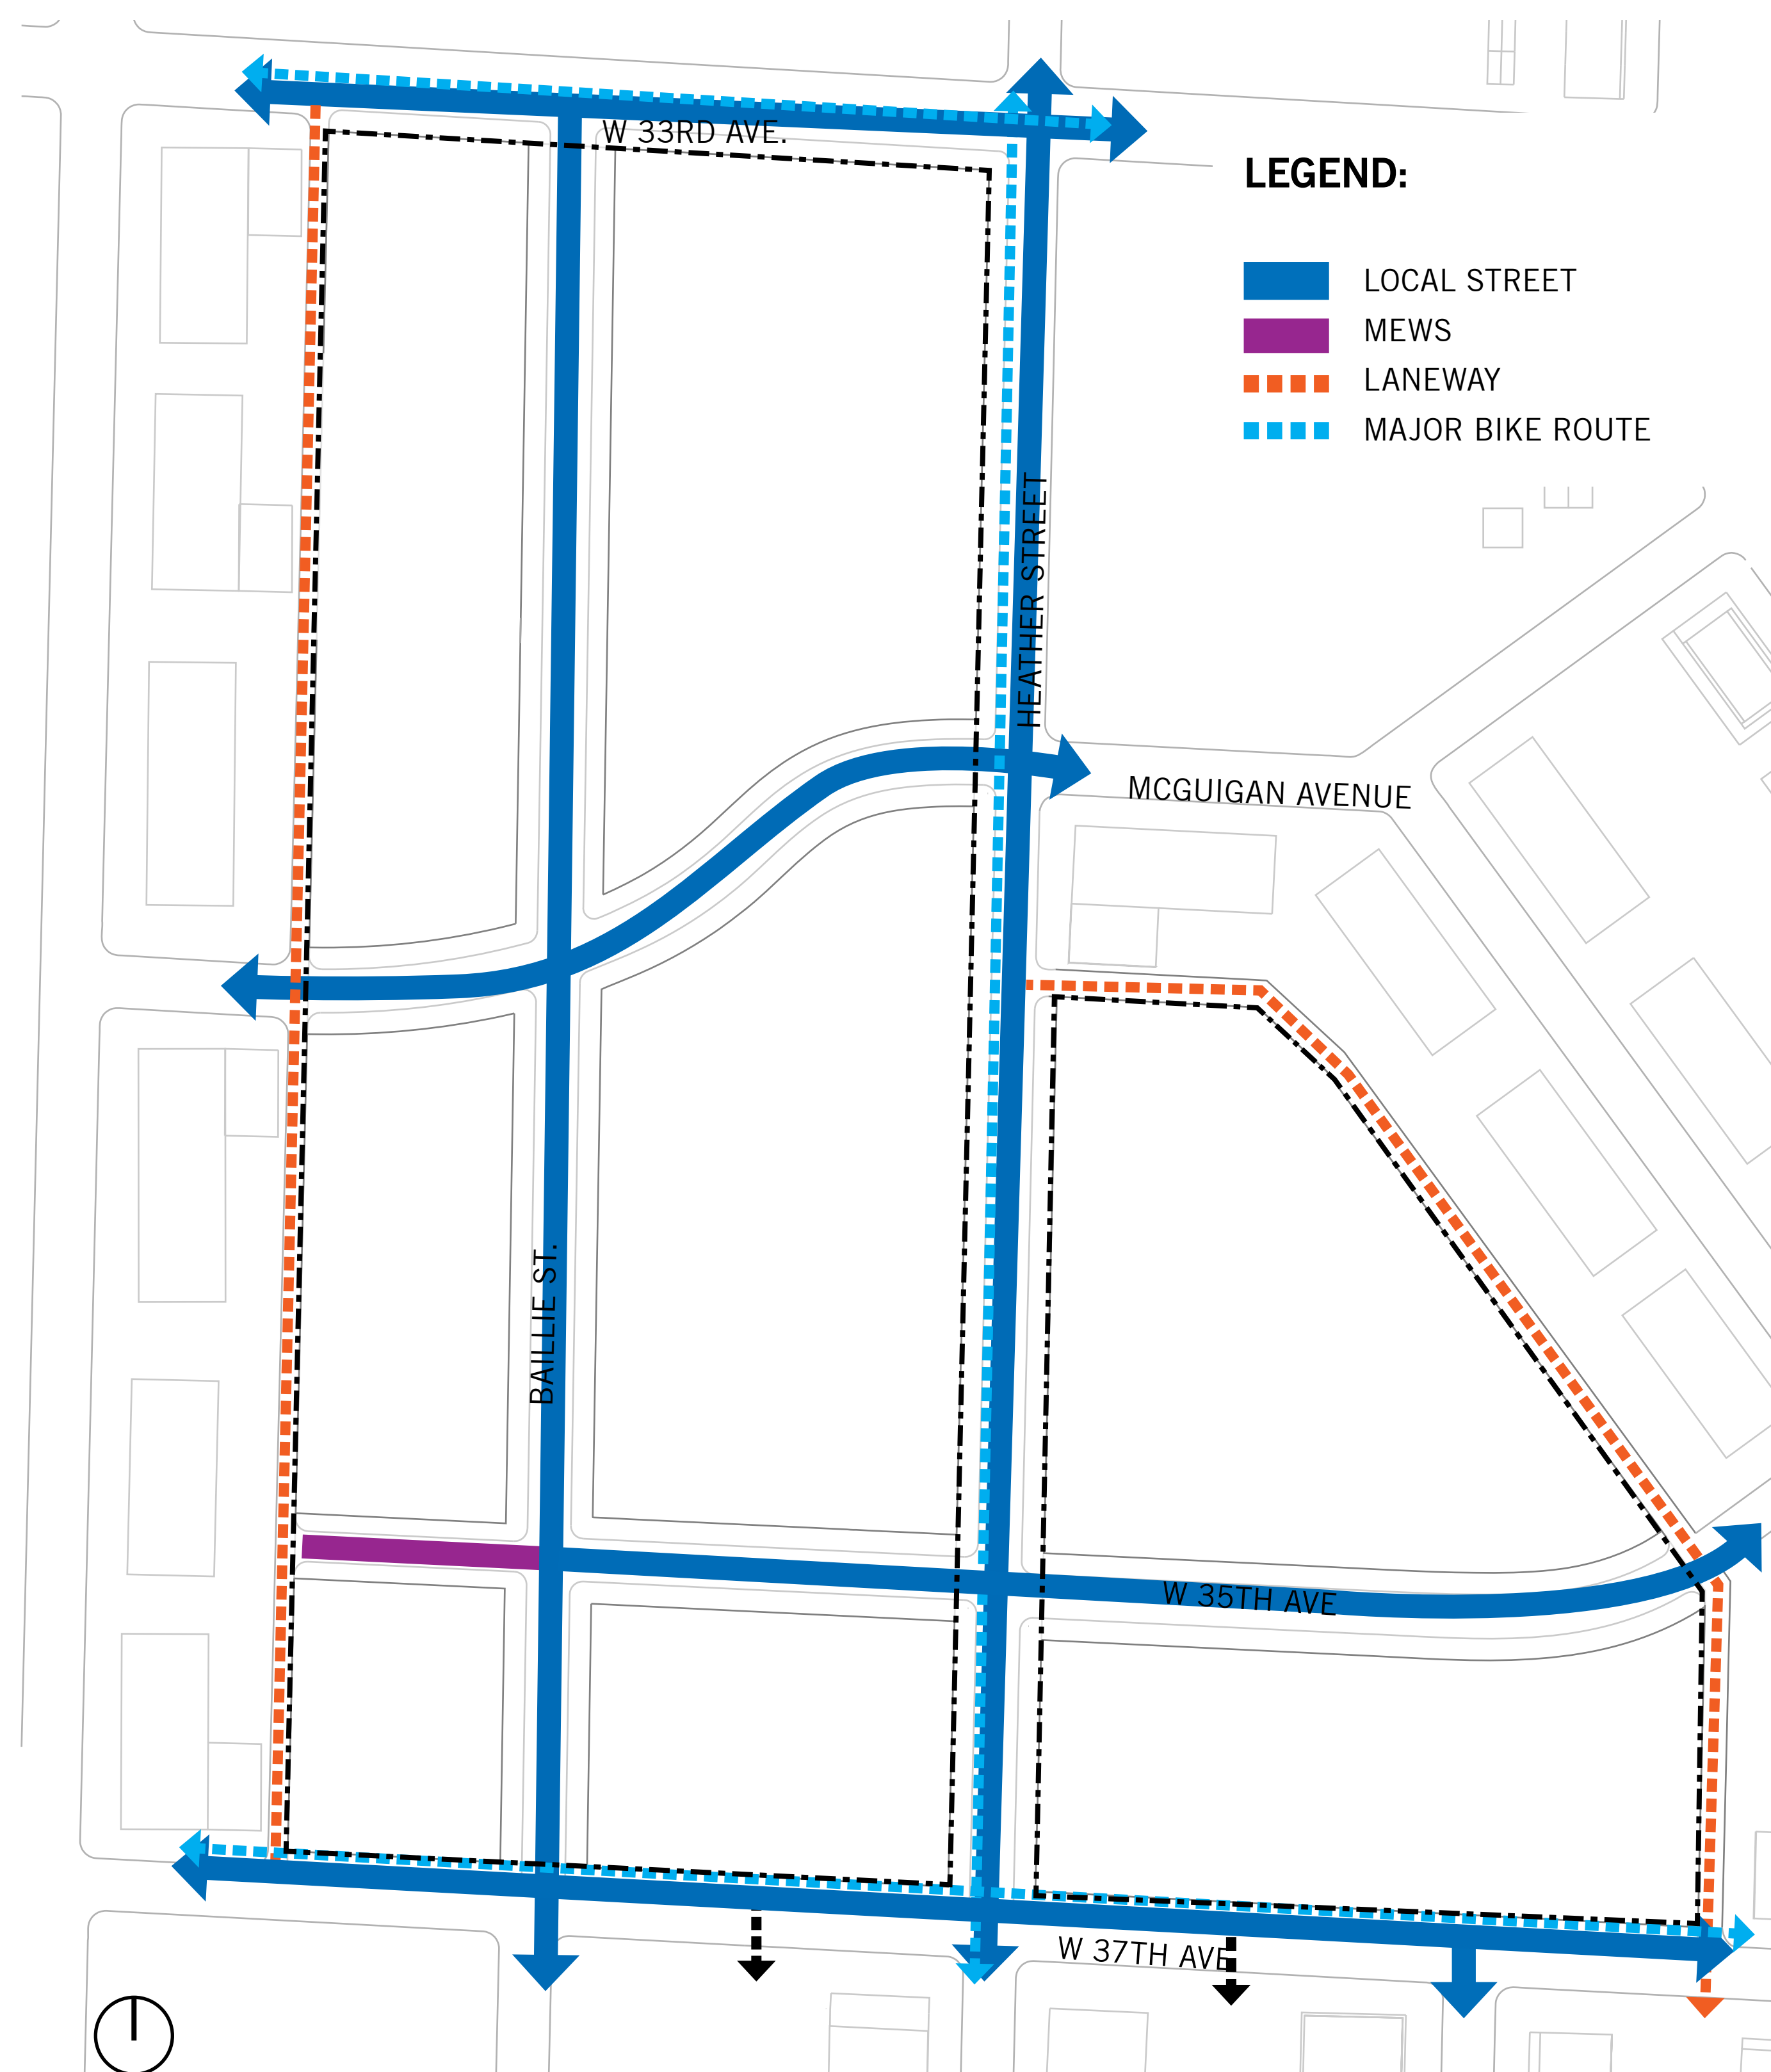 W 33RD AVE.
LEGEND:
LOCAL STREET
MEWS
LANEWAY
MAJOR BIKE ROUTE
HEATHER STREET
MCGUIGAN AVENUE
BAILLIE ST.
W 35TH AVE
W 37TH AVE